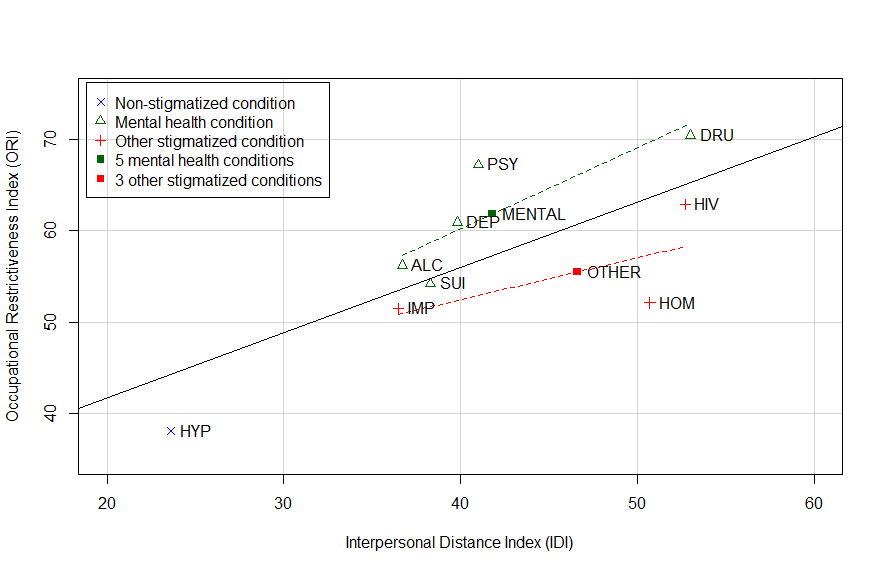 Non-stigmatized condition
Mental health condition
Other stigmatized condition
5 mental health conditions
3 other stigmatized conditions
Occupational Restrictiveness Index (ORI)
70
60
50
40
DRU
PSY
HIV
MENTAL
DEP
ALC
OTHER
SUI
IMP
HOM
HYP
20 30 40 50 60
Interpersonal Distance Index (IDI)